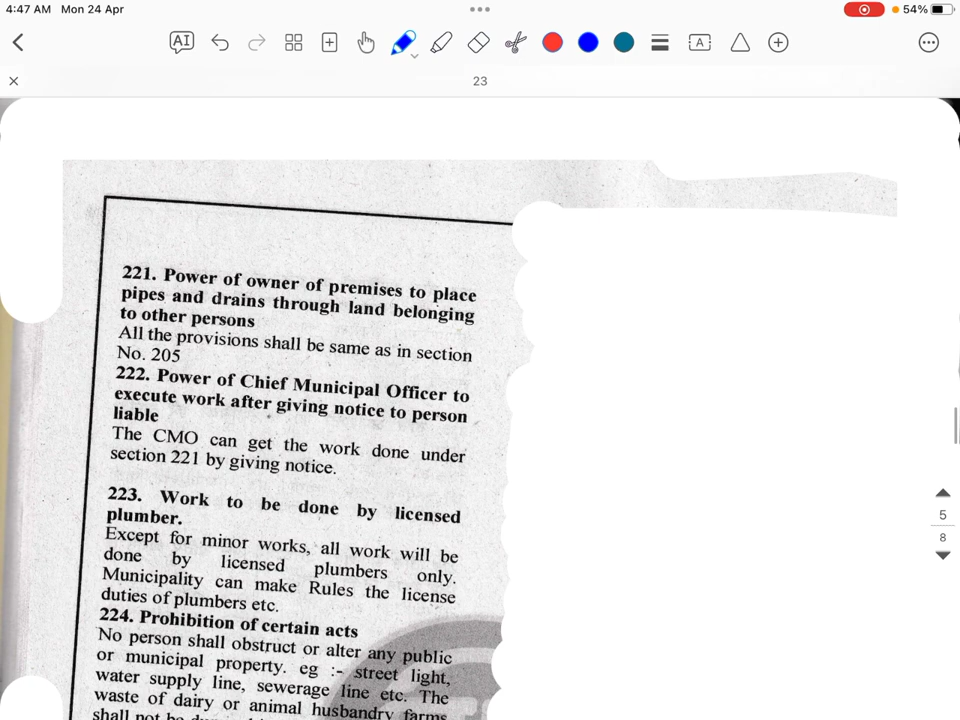 4:47 AM Mon 24 Apr
54%
AI
A
23
221. Power of owner of premises to place
pipes and drains through land belonging
to other persons
All the provisions shall be same as in section
No. 205
222. Power of Chief Municipal Officer to
execute work after giving notice to person
liable
The CMO can get the work done under
section 221 by giving notice.
223. Work to be done by licensed
plumber.
Except for minor works, all work will be
done by licensed plumbers only.
Municipality can make Rules the license
duties of plumbers etc.
224. Prohibition of certain acts
No person shall obstruct or alter any public
or municipal property. eg :- street light,
water supply line, sewerage line etc. The
waste of dairy or animal husbandry farms
shall not be
5
8